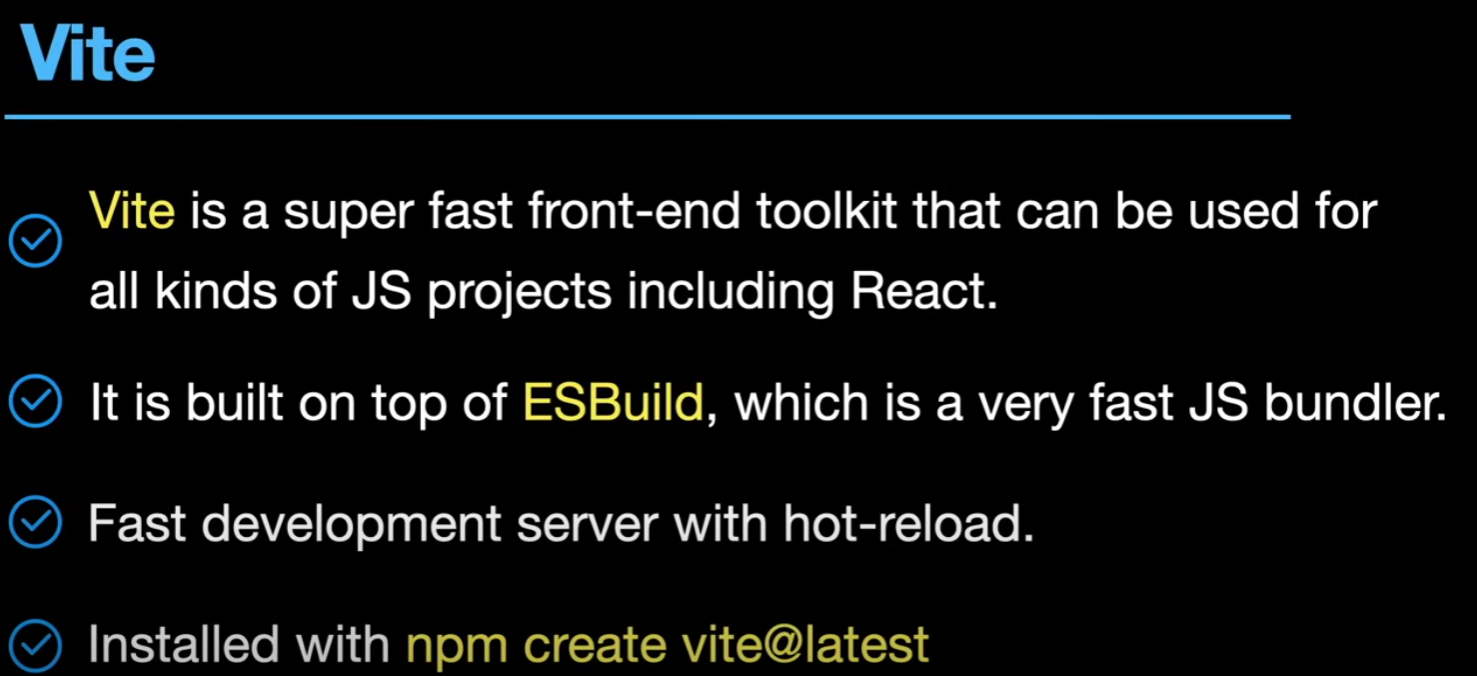 Vite
Vite is a super fast front-end toolkit that can be used for
all kinds of JS projects including React.
It is built on top of ESBuild, which is a very fast JS bundler.
Fast development server with hot-reload.
Installed with npm create vite@latest